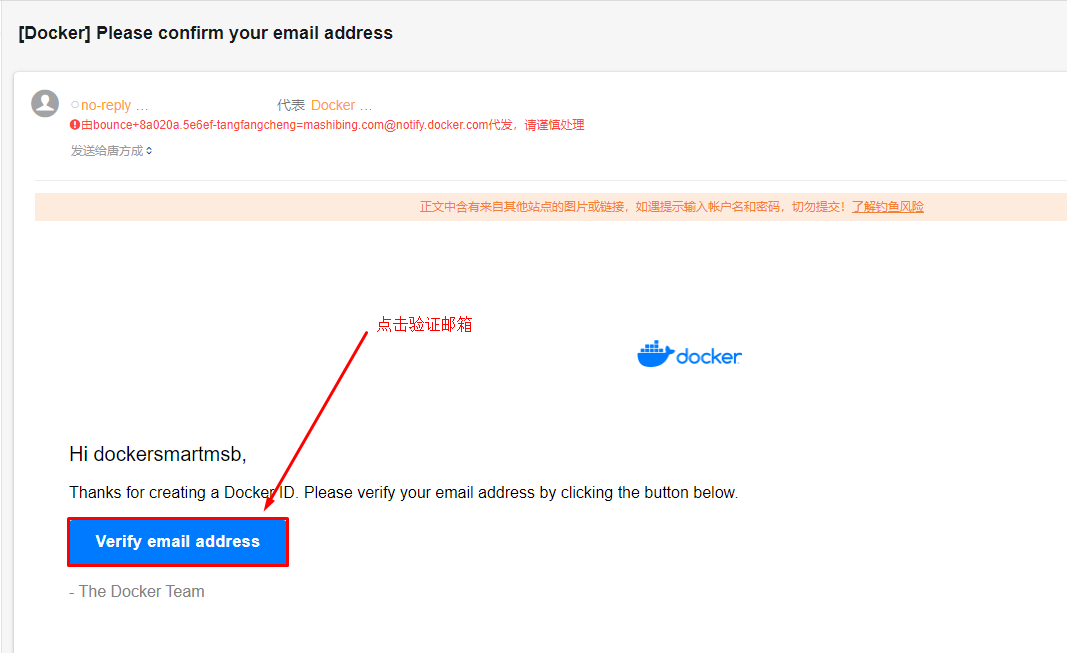 [Docker] Please confirm your email address
no-reply ... 代表 Docker ...
由bounce+8a020a.5e6ef-tangfangcheng=mashibing.com@notify.docker.com代发，请谨慎处理
发送给唐方成
正文中含有来自其他站点的图片或链接，如遇提示输入帐户名和密码，切勿提交！了解钓鱼风险
点击验证邮箱
docker
Hi dockersmartmsb,
Thanks for creating a Docker ID. Please verify your email address by clicking the button below.
Verify email address
- The Docker Team